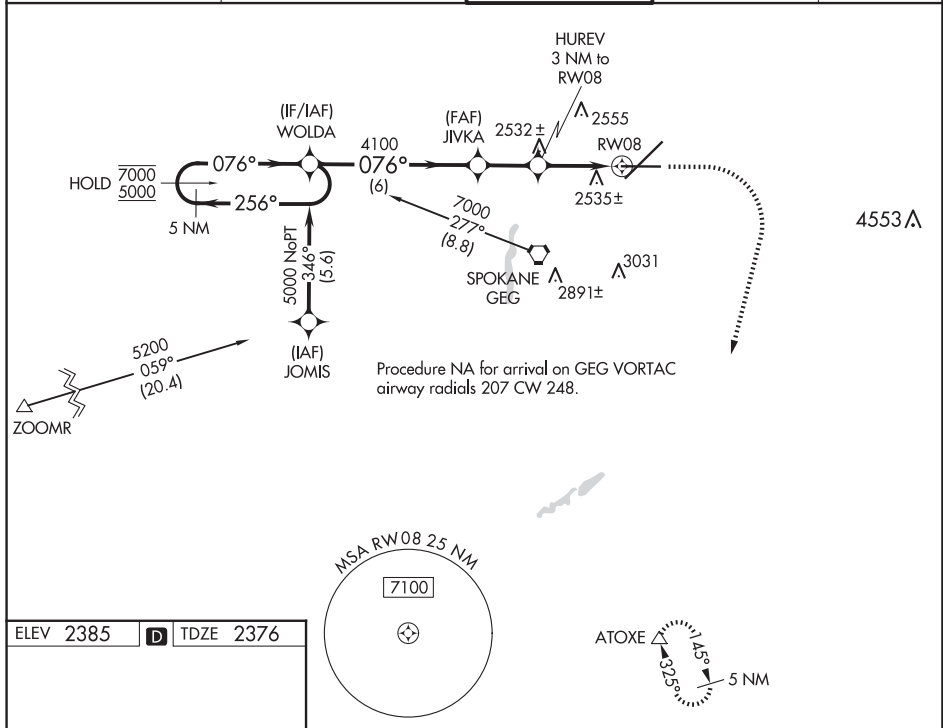 HUREV
3 NM to
RW08
(IF/IAF)
WOLDA
(FAF)
JIVKA
2532 ±
2555
RW08
4100
076°
076°
(6)
HOLD
7000
5000
256°
5 NM
2535±
7000
277°
(8.8)
4553
5000 NoPT
346°
(5.6)
SPOKANE
GEG
2891±
3031
(IAF)
JOMIS
5200
059°
(20.4)
ZOOMR
Procedure NA for arrival on GEG VORTAC
airway radials 207 CW 248.
MSA RW08 25 NM
7100
ELEV 2385
D
TDZE 2376
ATOXE
145°
325°
5 NM